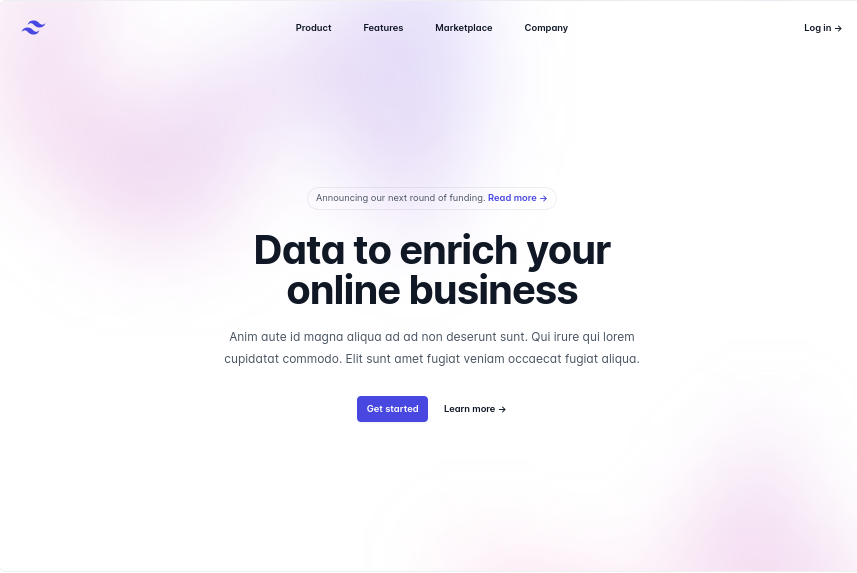 Product Features Marketplace Company Log in →
Announcing our next round of funding. Read more →
Data to enrich your
online business
Anim aute id magna aliqua ad ad non deserunt sunt. Qui irure qui lorem
cupidatat commodo. Elit sunt amet fugiat veniam occaecat fugiat aliqua.
Get started Learn more →